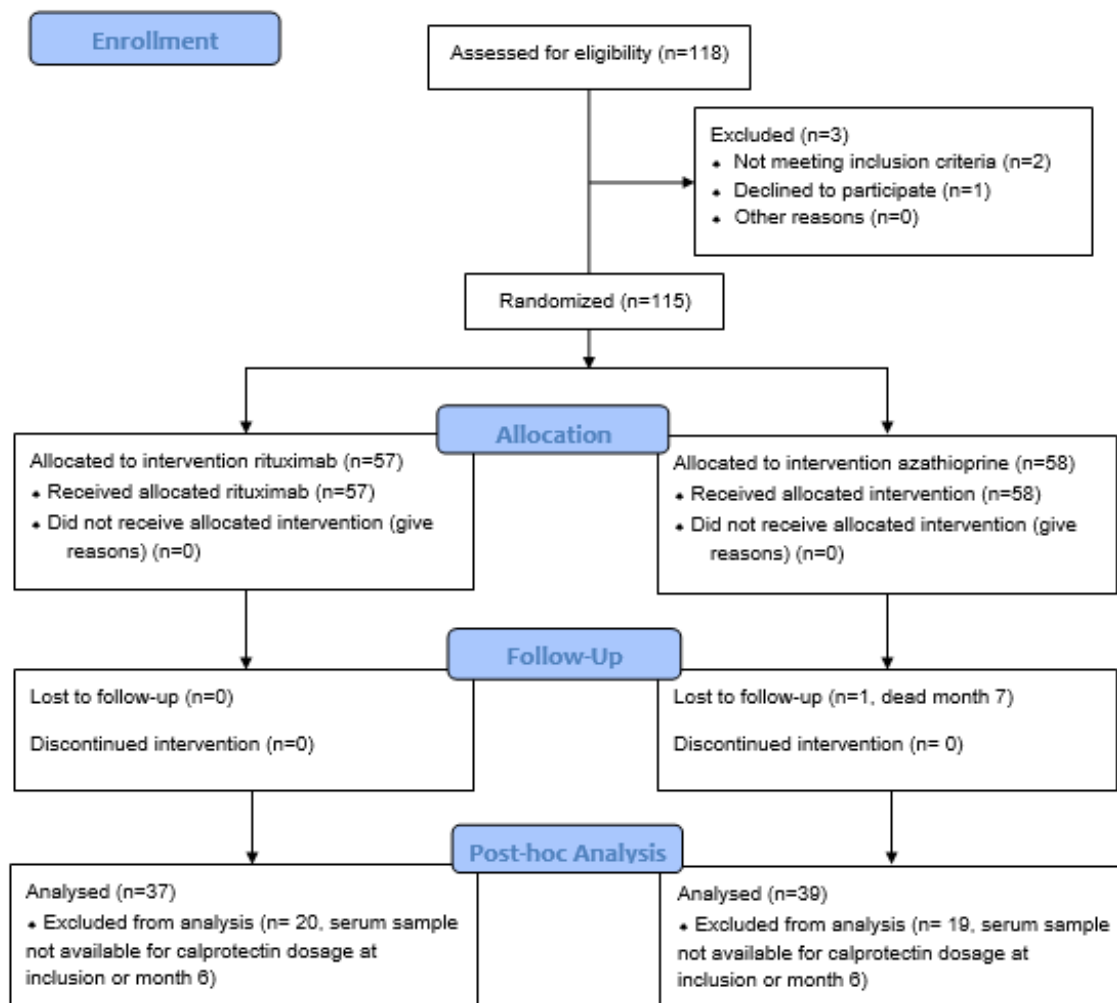 Enrollment
Assessed for eligibility (n=118)
Excluded (n=3)
• Not meeting inclusion criteria (n=2)
• Declined to participate (n=1)
• Other reasons (n=0)
Randomized (n=115)
Allocation
Allocated to intervention rituximab (n=57)
• Received allocated rituximab (n=57)
• Did not receive allocated intervention (give
reasons) (n=0)
Allocated to intervention azathioprine (n=58)
• Received allocated intervention (n=58)
• Did not receive allocated intervention (give
reasons) (n=0)
Follow-Up
Lost to follow-up (n=0)
Discontinued intervention (n=0)
Lost to follow-up (n=1, dead month 7)
Discontinued intervention (n= 0)
Post-hoc Analysis
Analysed (n=37)
• Excluded from analysis (n= 20, serum sample
not available for calprotectin dosage at
inclusion or month 6)
Analysed (n=39)
• Excluded from analysis (n= 19, serum sample
not available for calprotectin dosage at
inclusion or month 6)